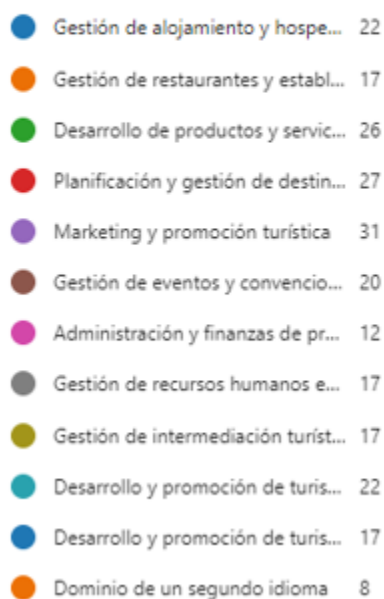 Gestión de alojamiento y hospe... 22
Gestión de restaurantes y establ... 17
Desarrollo de productos y servic... 26
Planificación y gestión de destin... 27
Marketing y promoción turística 31
Gestión de eventos y convencio... 20
Administración y finanzas de pr... 12
Gestión de recursos humanos e... 17
Gestión de intermediación turíst... 17
Desarrollo y promoción de turis... 22
Desarrollo y promoción de turis... 17
Dominio de un segundo idioma 8